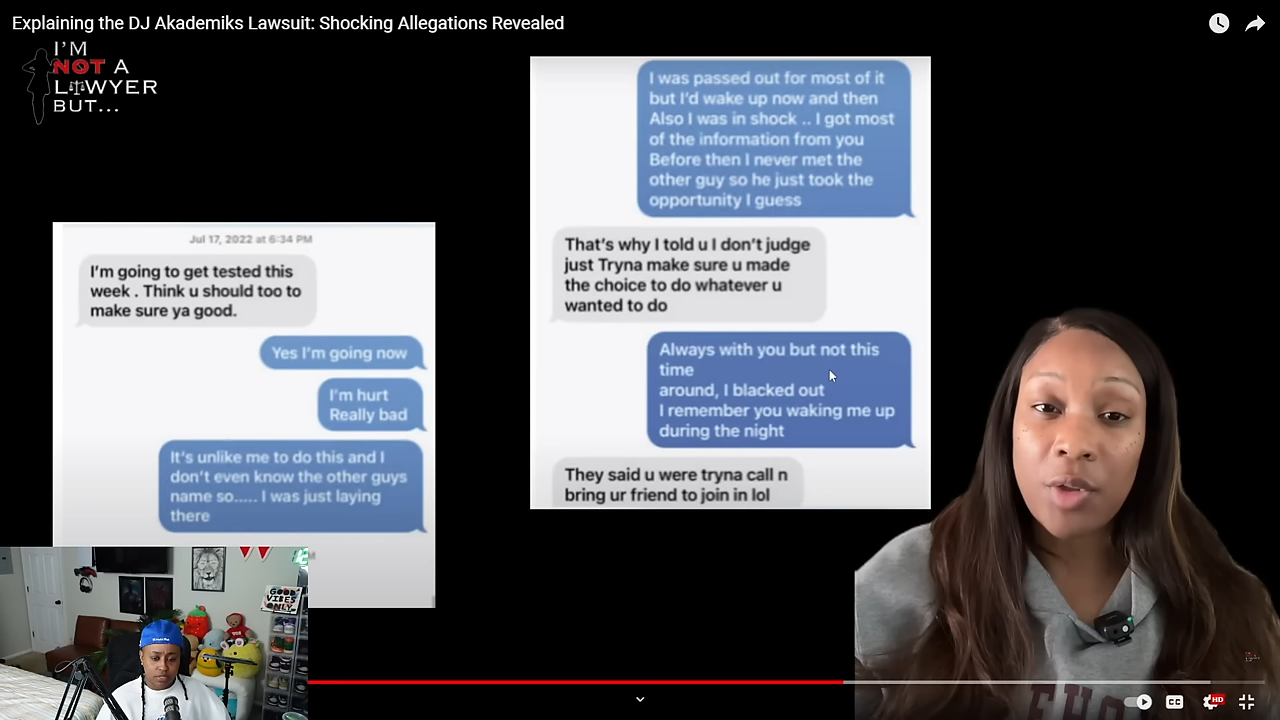 Explaining the DJ Akademiks Lawsuit: Shocking Allegations Revealed
I'M
NOT A
LAWYER
BUT...
I was passed out for most of it
but I'd wake up now and then
Also I was in shock .. I got most
of the information from you
Before then I never met the
other guy so he just took the
opportunity I guess
That's why I told u I don't judge
just Tryna make sure u made
the choice to do whatever u
wanted to do
Always with you but not this
time
around, I blacked out
I remember you waking me up
during the night
They said u were tryna call n
bring ur friend to join in lol
Jul 17, 2022 at 6:34 PM
I'm going to get tested this
week . Think u should too to
make sure ya good.
Yes I'm going now
I'm hurt
Really bad
It's unlike me to do this and I
don't even know the other guys
name so..... I was just laying
there
GOOD
VIBES
ONLY
CC
HD